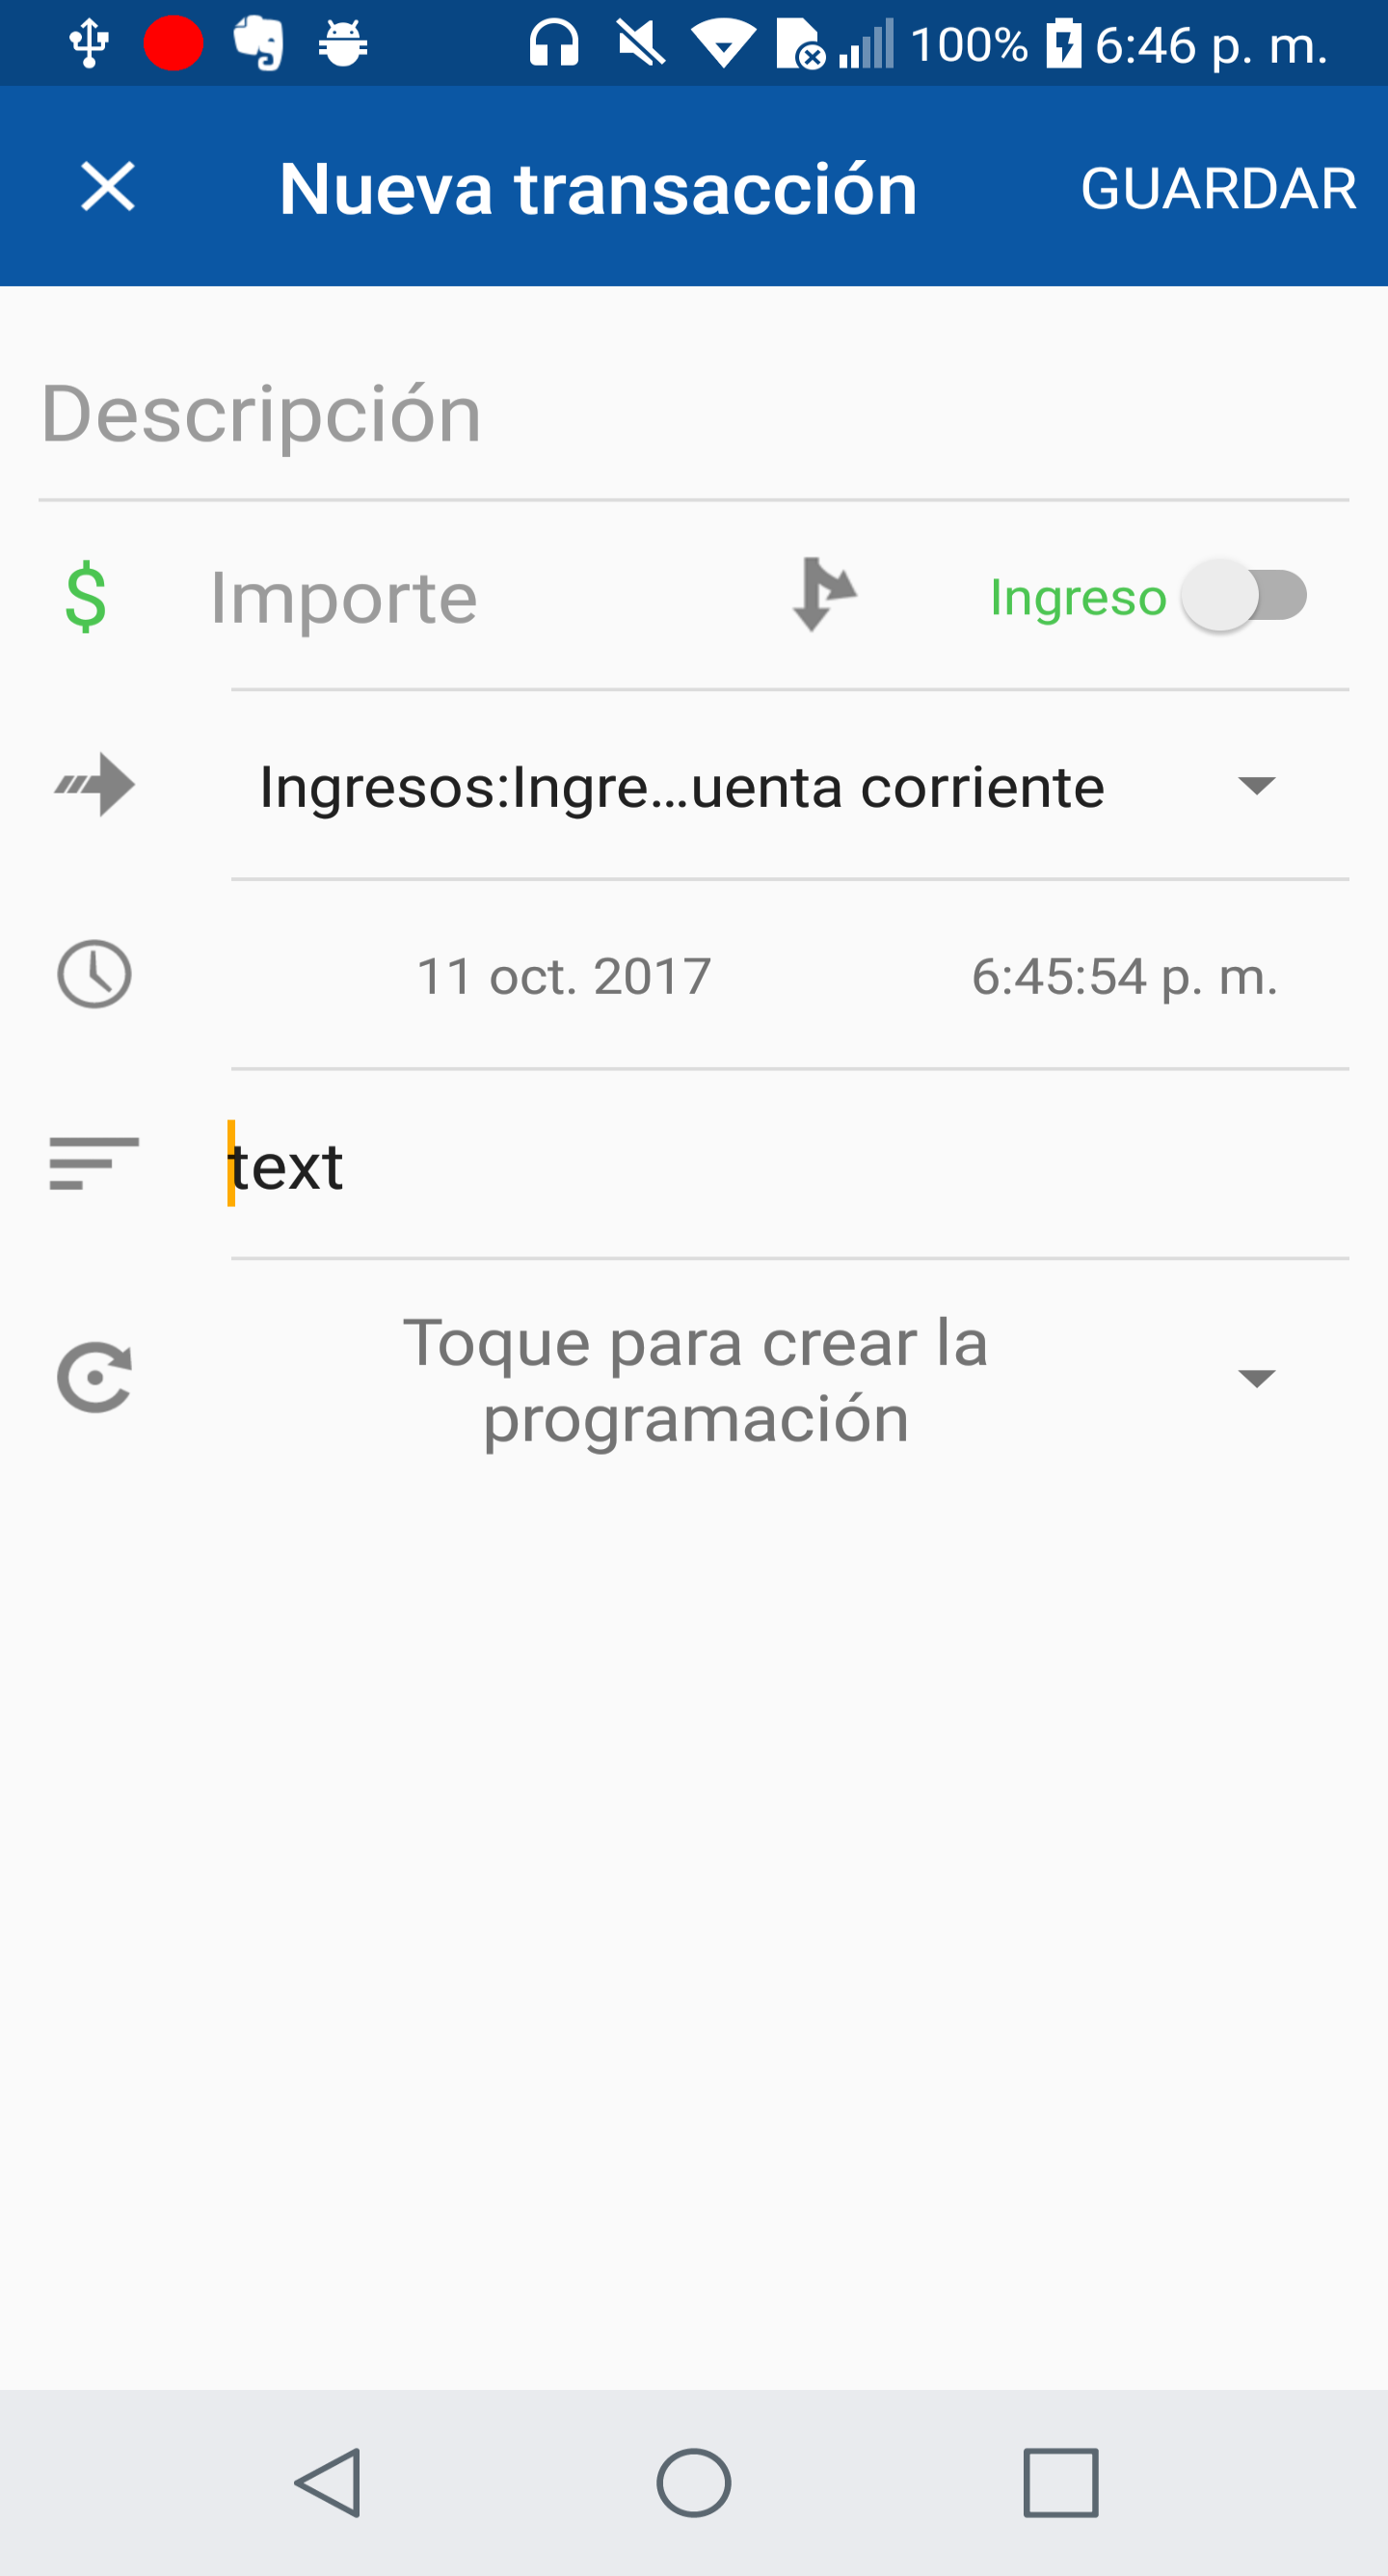 100% 6:46 p. m.
Nueva transacción GUARDAR
Descripción
$ Importe Ingreso
Ingresos:Ingre...uenta corriente
11 oct. 2017 6:45:54 p. m.
text
Toque para crear la
programación